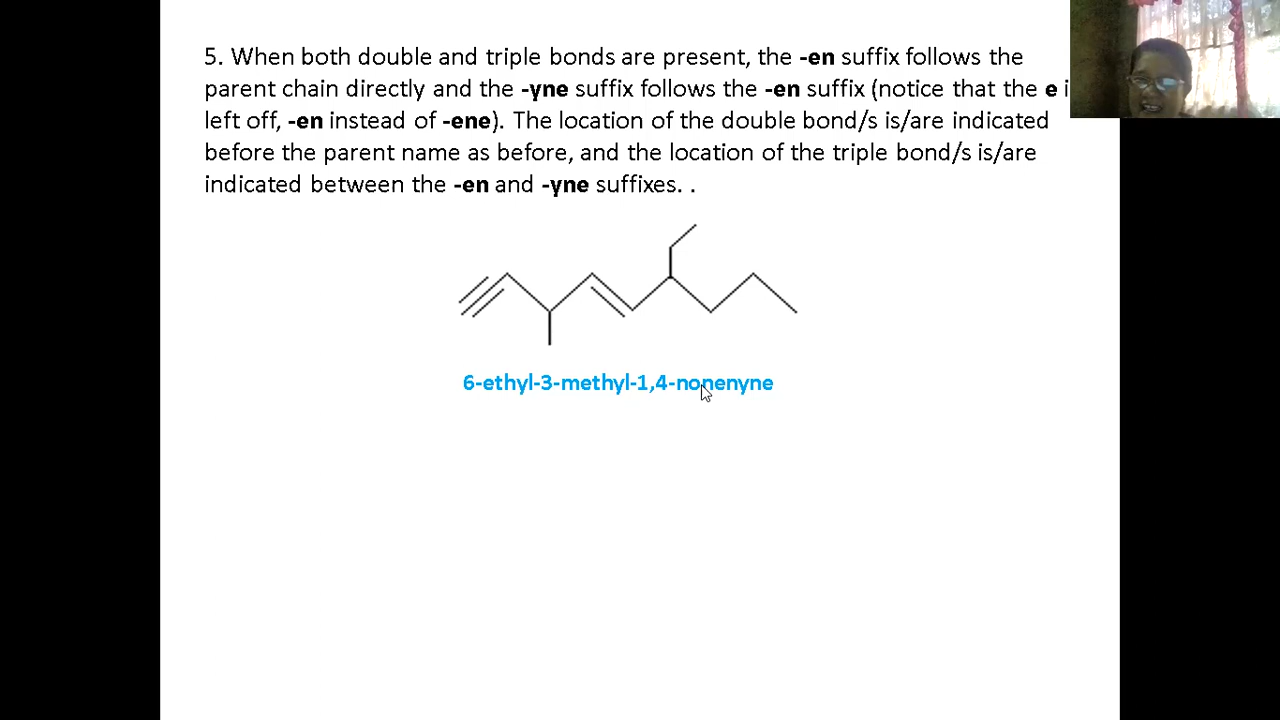 5. When both double and triple bonds are present, the -en suffix follows the
parent chain directly and the -yne suffix follows the -en suffix (notice that the e i
left off, -en instead of -ene). The location of the double bond/s is/are indicated
before the parent name as before, and the location of the triple bond/s is/are
indicated between the -en and -yne suffixes. .
6-ethyl-3-methyl-1,4-nonenyne